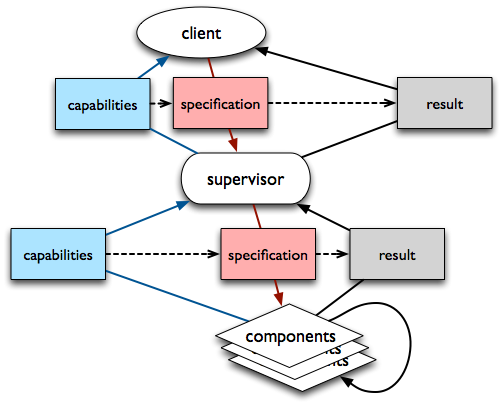 client
capabilities
specification
result
supervisor
capabilities
specification
result
components